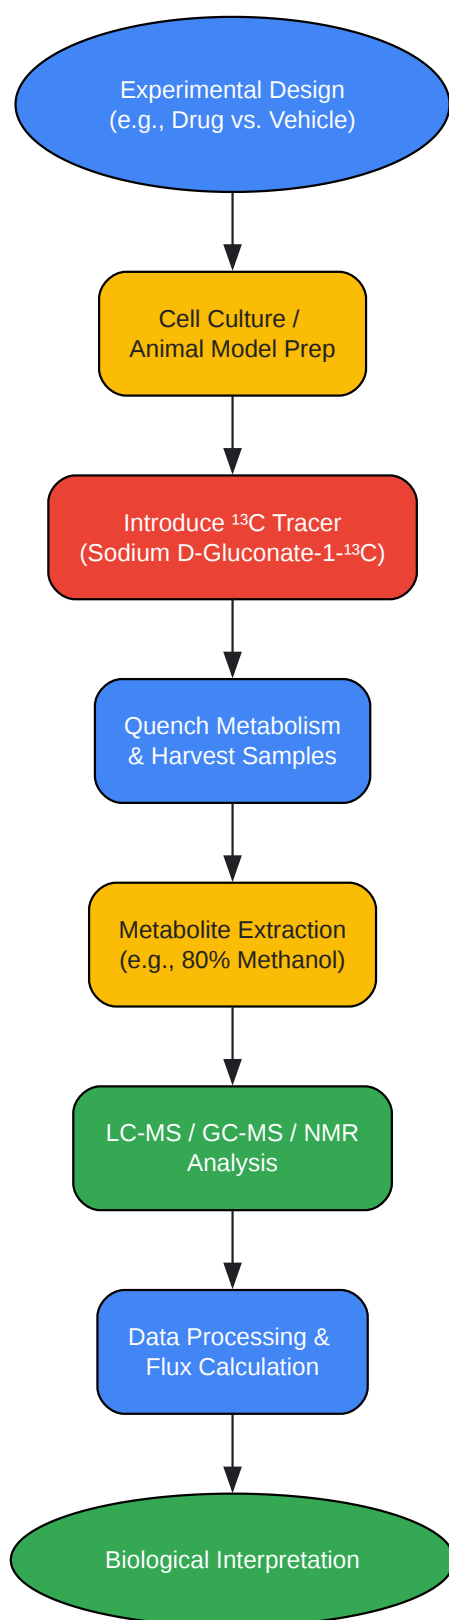 Experimental Design
(e.g., Drug vs. Vehicle)
Cell Culture /
Animal Model Prep
Introduce ¹³C Tracer
(Sodium D-Gluconate-1-¹³C)
Quench Metabolism
& Harvest Samples
Metabolite Extraction
(e.g., 80% Methanol)
LC-MS / GC-MS / NMR
Analysis
Data Processing &
Flux Calculation
Biological Interpretation